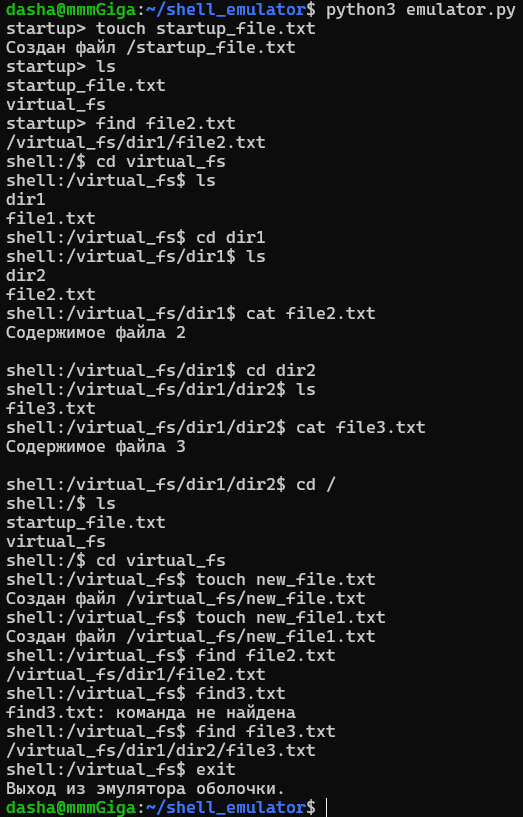 dasha@mmmGiga:~/shell_emulator$ python3 emulator.py
startup> touch startup_file.txt
Создан файл /startup_file.txt
startup> ls
startup_file.txt
virtual_fs
startup> find file2.txt
/virtual_fs/dir1/file2.txt
shell:/$ cd virtual_fs
shell:/virtual_fs$ ls
dir1
file1.txt
shell:/virtual_fs$ cd dir1
shell:/virtual_fs/dir1$ ls
dir2
file2.txt
shell:/virtual_fs/dir1$ cat file2.txt
Содержимое файла 2

shell:/virtual_fs/dir1$ cd dir2
shell:/virtual_fs/dir1/dir2$ ls
file3.txt
shell:/virtual_fs/dir1/dir2$ cat file3.txt
Содержимое файла 3

shell:/virtual_fs/dir1/dir2$ cd /
shell:/$ ls
startup_file.txt
virtual_fs
shell:/$ cd virtual_fs
shell:/virtual_fs$ touch new_file.txt
Создан файл /virtual_fs/new_file.txt
shell:/virtual_fs$ touch new_file1.txt
Создан файл /virtual_fs/new_file1.txt
shell:/virtual_fs$ find file2.txt
/virtual_fs/dir1/file2.txt
shell:/virtual_fs$ find3.txt
find3.txt: команда не найдена
shell:/virtual_fs$ find file3.txt
/virtual_fs/dir1/dir2/file3.txt
shell:/virtual_fs$ exit
Выход из эмулятора оболочки.
dasha@mmmGiga:~/shell_emulator$